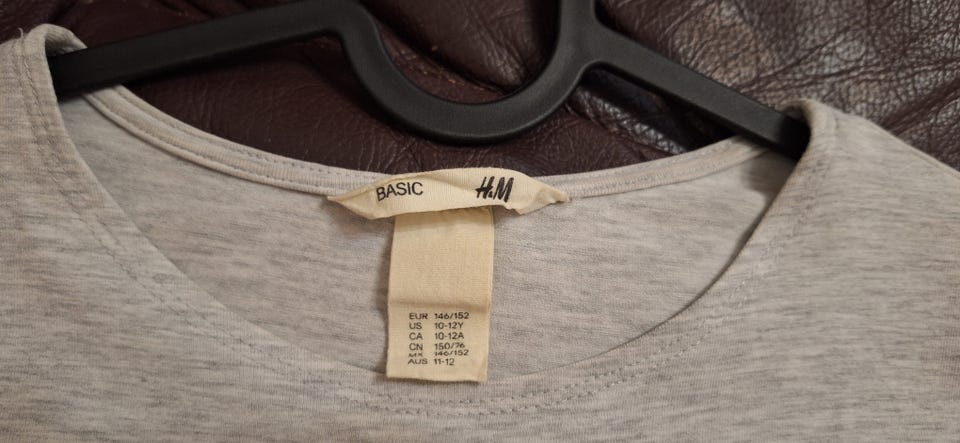 BASIC H&M
EUR 146/152
US 10-12Y
CA 10-12A
CN 150/76
MX 146/152
AUS 11-12